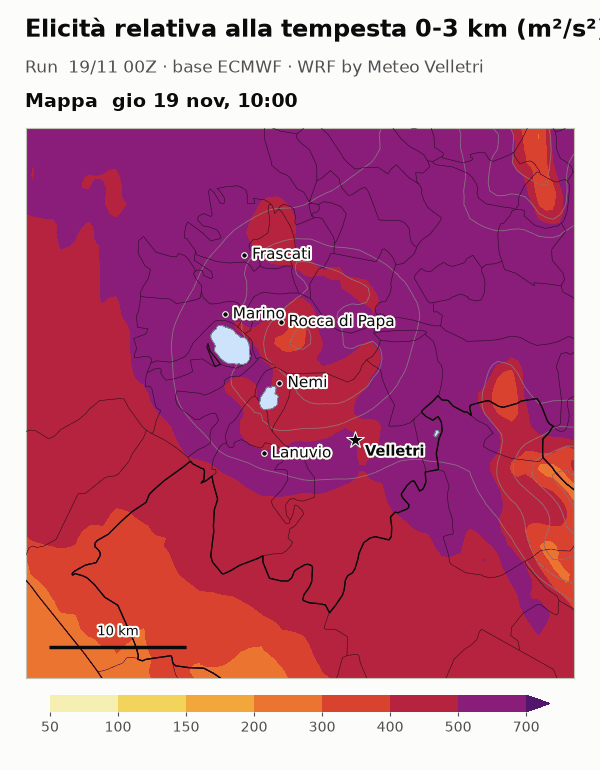 Elicità relativa alla tempesta 0-3 km (m²/s²)
Run  19/11 00Z · base ECMWF · WRF by Meteo Velletri
Mappa  gio 19 nov, 10:00
Frascati
Marino
Rocca di Papa
Nemi
Velletri
Lanuvio
10 km
50 100 150 200 300 400 500 700